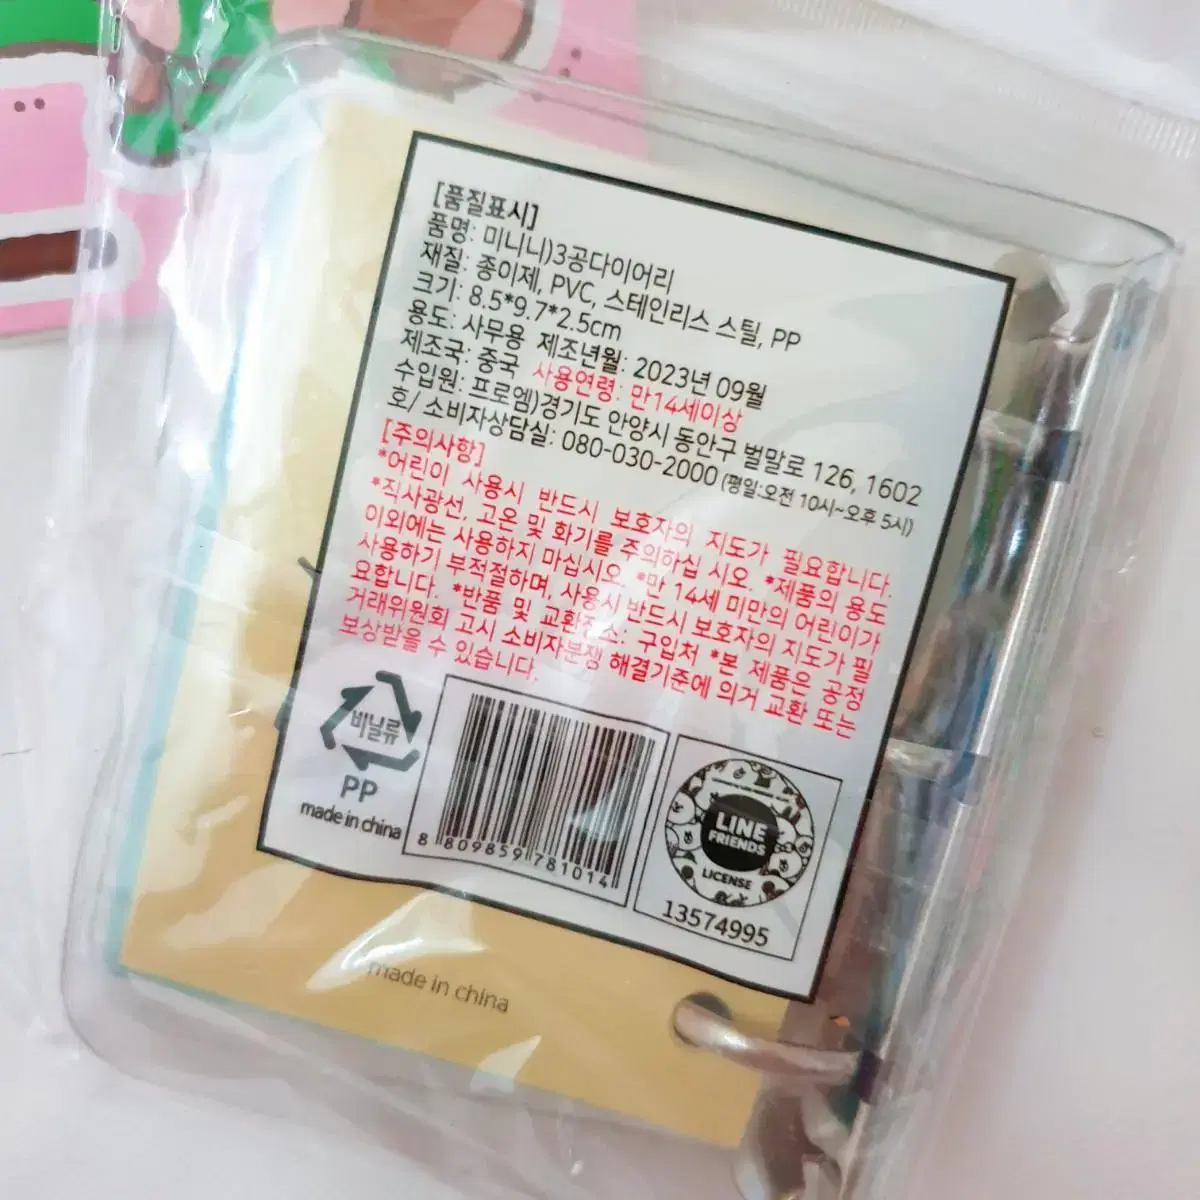 [품질표시]
품명: 미니니)3공다이어리
재질: 종이제, PVC, 스테인리스 스틸, PP
크기: 8.5*9.7*2.5cm
용도: 사무용 제조년월: 2023년 09월
제조국: 중국 사용연령: 만14세이상
수입원: 프로엠)경기도 안양시 동안구 벌말로 126, 1602
호/ 소비자상담실: 080-030-2000 (평일:오전 10시~오후 5시)
[주의사항]
*어린이 사용시 반드시 보호자의 지도가 필요합니다.
*직사광선, 고온 및 화기를 주의하십 시오. *제품의 용도
이외에는 사용하지 마십시오. *만 14세 미만의 어린이가
사용하기 부적절하며, 사용시 반드시 보호자의 지도가 필
요합니다. *반품 및 교환장소: 구입처 *본 제품은 공정
거래위원회 고시 소비자분쟁 해결기준에 의거 교환 또는
보상받을 수 있습니다.
비닐류
PP
made in china
8 809859 781014
LINE
FRIENDS
LICENSE
13574995
made in china